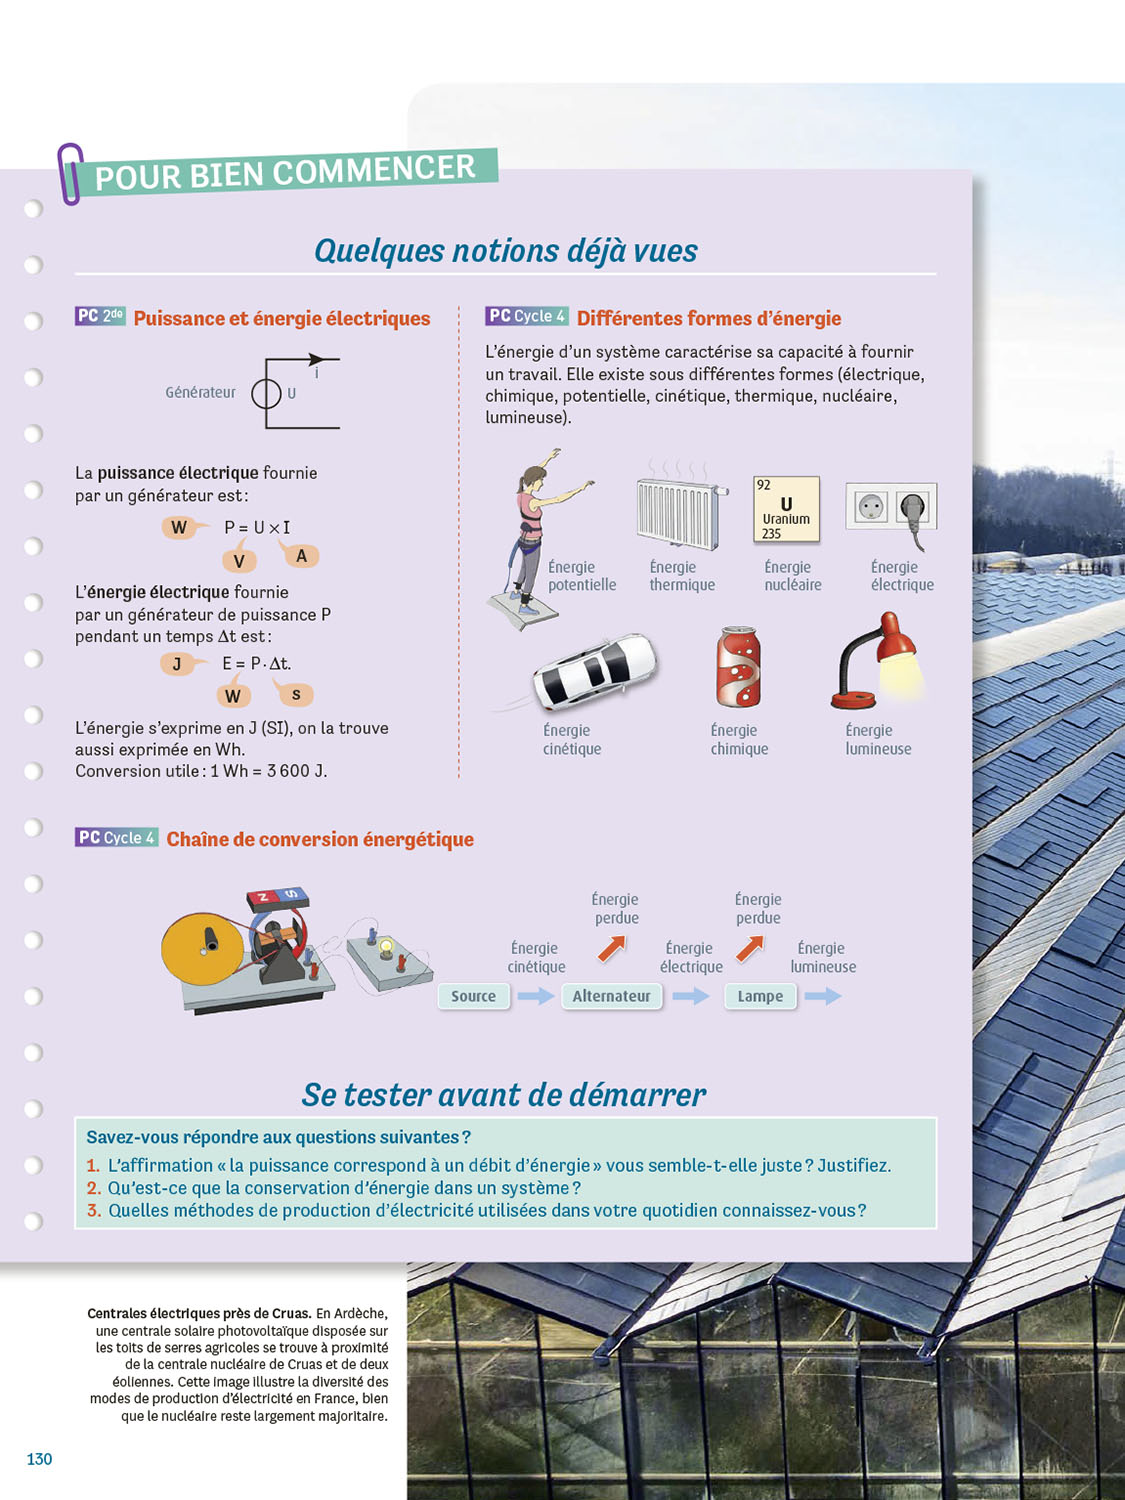 POUR BIEN COMMENCER
Quelques notions déjà vues
PC 2de Puissance et énergie électriques
i
Générateur
U
La puissance électrique fournie
par un générateur est :
W P = U × I
V A
L'énergie électrique fournie
par un générateur de puissance P
pendant un temps Δt est :
J E = P · Δt.
W s
L'énergie s'exprime en J (SI), on la trouve
aussi exprimée en Wh.
Conversion utile : 1 Wh = 3 600 J.
PC Cycle 4 Différentes formes d'énergie
L'énergie d'un système caractérise sa capacité à fournir
un travail. Elle existe sous différentes formes (électrique,
chimique, potentielle, cinétique, thermique, nucléaire,
lumineuse).
92
U
Uranium
235
Énergie
potentielle
Énergie
thermique
Énergie
nucléaire
Énergie
électrique
Énergie
cinétique
Énergie
chimique
Énergie
lumineuse
PC Cycle 4 Chaîne de conversion énergétique
N S
Énergie
perdue
Énergie
perdue
Énergie
cinétique
Énergie
électrique
Énergie
lumineuse
Source
Alternateur
Lampe
Se tester avant de démarrer
Savez-vous répondre aux questions suivantes ?
1. L'affirmation « la puissance correspond à un débit d'énergie » vous semble-t-elle juste ? Justifiez.
2. Qu'est-ce que la conservation d'énergie dans un système ?
3. Quelles méthodes de production d'électricité utilisées dans votre quotidien connaissez-vous ?
Centrales électriques près de Cruas. En Ardèche,
une centrale solaire photovoltaïque disposée sur
les toits de serres agricoles se trouve à proximité
de la centrale nucléaire de Cruas et de deux
éoliennes. Cette image illustre la diversité des
modes de production d'électricité en France, bien
que le nucléaire reste largement majoritaire.
130